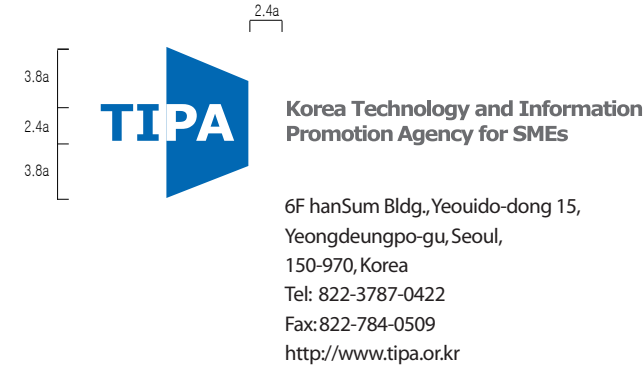 2.4a
3.8a
2.4a
3.8a
TIPA
Korea Technology and Information
Promotion Agency for SMEs
6F hanSum Bldg., Yeouido-dong 15,
Yeongdeungpo-gu, Seoul,
150-970, Korea
Tel: 822-3787-0422
Fax: 822-784-0509
http://www.tipa.or.kr